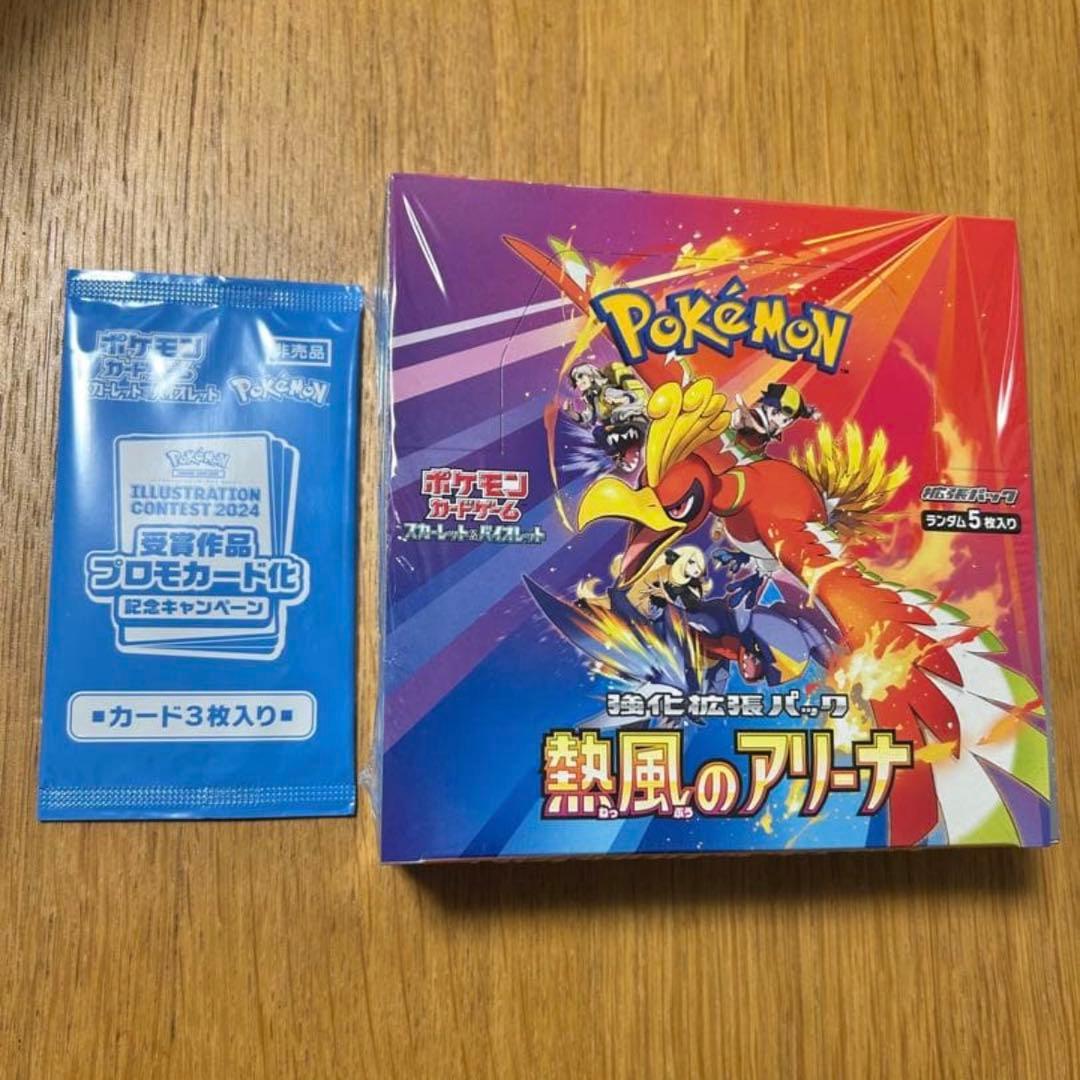 ポケモン
カードゲーム
スカーレット&バイオレット
非売品
POKéMON
POKéMON
ILLUSTRATION
CONTEST 2024
受賞作品
プロモカード化
記念キャンペーン
■カード3枚入り■
POKéMON
TM
ポケモン
カードゲーム
スカーレット&バイオレット
拡張パック
ランダム5枚入り
強化拡張パック
熱風のアリーナ
ねっ ぷう